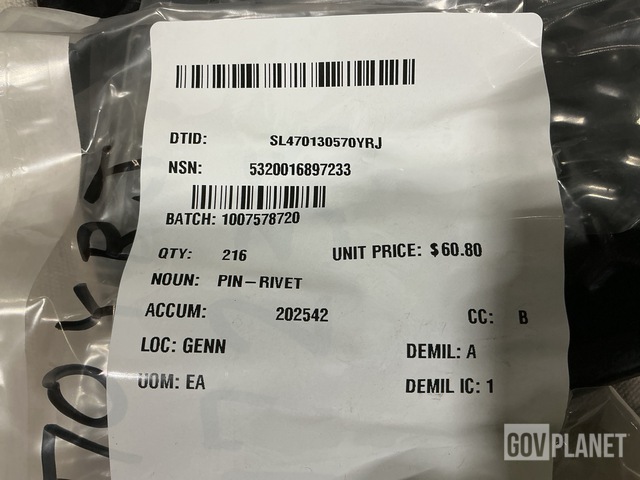 DTID: SL470130570YRJ
NSN: 5320016897233
BATCH: 1007578720
QTY: 216 UNIT PRICE: $60.80
NOUN: PIN-RIVET
ACCUM: 202542 CC: B
LOC: GENN DEMIL: A
UOM: EA DEMIL IC: 1
70YRJ
GOVPLANET